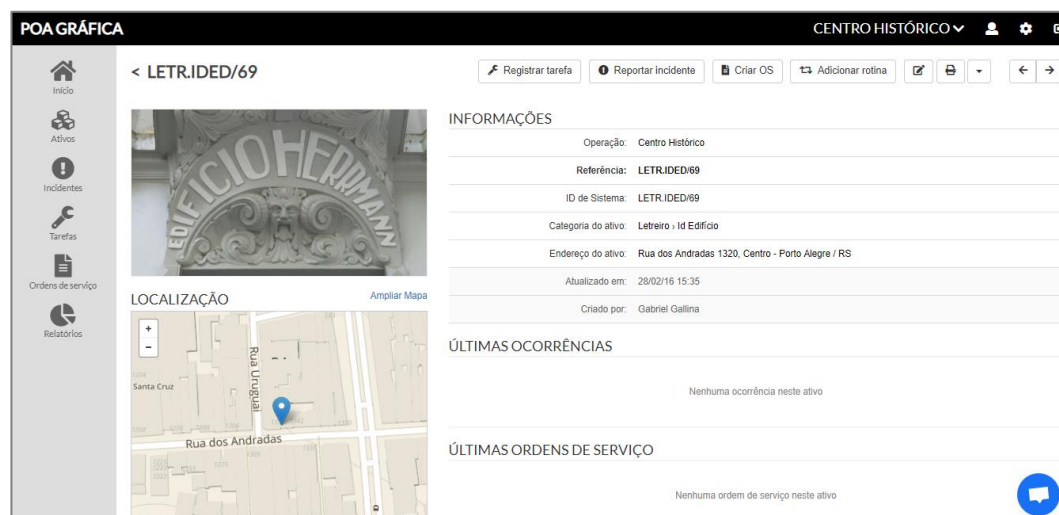 POA GRÁFICA
CENTRO HISTÓRICO
Início
Ativos
Incidentes
Tarefas
Ordens de serviço
Relatórios
< LETR.IDED/69
Registrar tarefa
Reportar incidente
Criar OS
Adicionar rotina
EDIFICIO HERRMANN
LOCALIZAÇÃO
Ampliar Mapa
+
-
Santa Cruz
Rua Uruguai
Rua dos Andradas
INFORMAÇÕES
Operação: Centro Histórico
Referência: LETR.IDED/69
ID de Sistema: LETR.IDED/69
Categoria do ativo: Letreiro › Id Edifício
Endereço do ativo: Rua dos Andradas 1320, Centro - Porto Alegre / RS
Atualizado em: 28/02/16 15:35
Criado por: Gabriel Gallina
ÚLTIMAS OCORRÊNCIAS
Nenhuma ocorrência neste ativo
ÚLTIMAS ORDENS DE SERVIÇO
Nenhuma ordem de serviço neste ativo